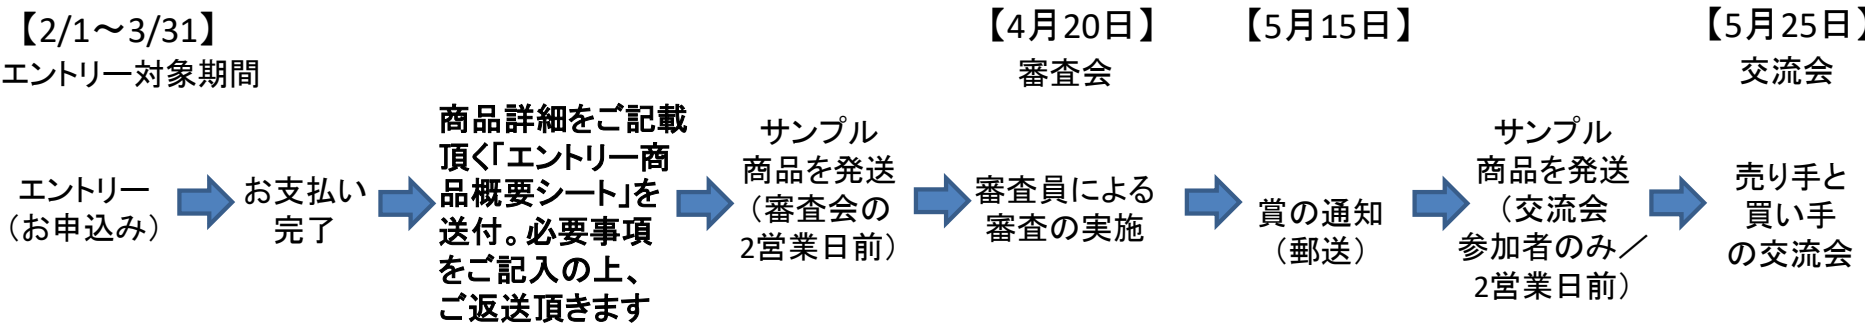 【2/1～3/31】
エントリー対象期間
【4月20日】
審査会
【5月15日】
【5月25日】
交流会
エントリー
（お申込み）
お支払い
完了
商品詳細をご記載
頂く「エントリー商
品概要シート」を
送付。必要事項
をご記入の上、
ご返送頂きます
サンプル
商品を発送
（審査会の
2営業日前）
審査員による
審査の実施
賞の通知
（郵送）
サンプル
商品を発送
（交流会
参加者のみ／
2営業日前）
売り手と
買い手
の交流会